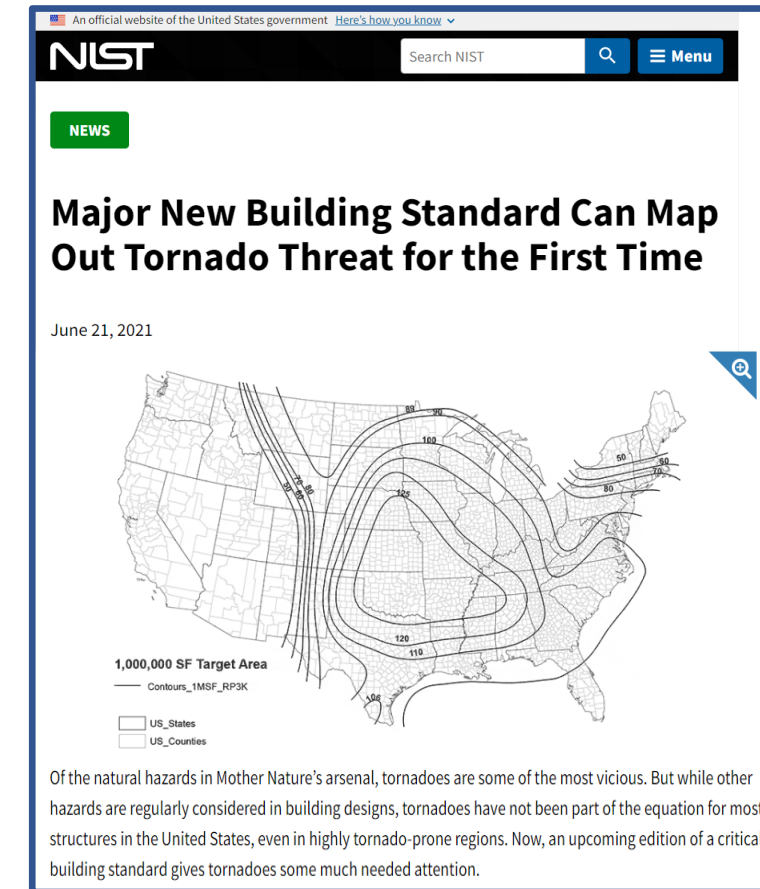 An official website of the United States government Here's how you know
NIST
Search NIST
Menu
NEWS
Major New Building Standard Can Map
Out Tornado Threat for the First Time
June 21, 2021
89 90
100
125
50 60 70 80
50 60
70
80
120
110
106
1,000,000 SF Target Area
Contours_1MSF_RP3K
US_States
US_Counties
Of the natural hazards in Mother Nature's arsenal, tornadoes are some of the most vicious. But while other
hazards are regularly considered in building designs, tornadoes have not been part of the equation for most
structures in the United States, even in highly tornado-prone regions. Now, an upcoming edition of a critica
building standard gives tornadoes some much needed attention.